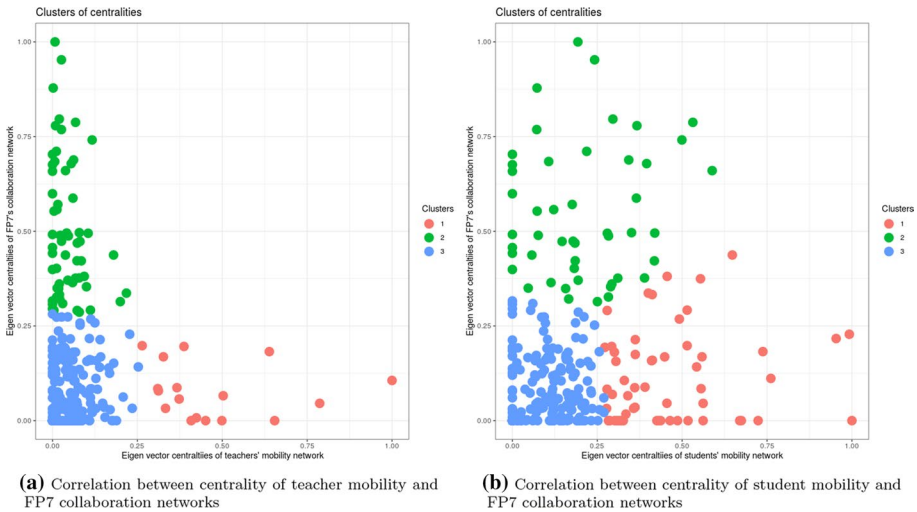 Clusters of centralities
Eigen vector centraltiies of FP7's collaboration network
1.00
0.75
0.50
0.25
0.00
0.00 0.25 0.50 0.75 1.00
Eigen vector centraltiies of teachers' mobility network
Clusters
1
2
3
(a) Correlation between centrality of teacher mobility and
FP7 collaboration networks
Clusters of centralities
Eigen vector centraltiies of FP7's collaboration network
1.00
0.75
0.50
0.25
0.00
0.00 0.25 0.50 0.75 1.00
Eigen vector centraltiies of students' mobility network
Clusters
1
2
3
(b) Correlation between centrality of student mobility and
FP7 collaboration networks